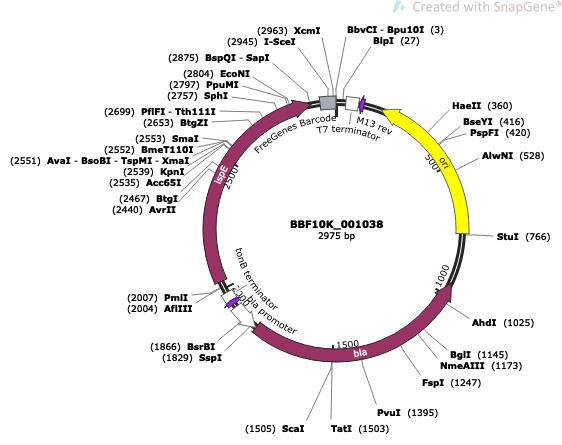 Created with SnapGene®
(2963) XcmI
BbvCI - Bpu10I (3)
(2945) I-SceI
BlpI (27)
(2875) BspQI - SapI
(2804) EcoNI
(2797) PpuMI
(2757) SphI
(2699) PflFI - Tth111I
(2653) BtgZI
(2553) SmaI
(2552) BmeT110I
(2551) AvaI - BsoBI - TspMI - XmaI
(2539) KpnI
(2535) Acc65I
(2467) BtgI
(2440) AvrII
HaeII (360)
BseYI (416)
PspFI (420)
AlwNI (528)
StuI (766)
FreeGenes Barcode
T7 terminator
M13 rev
ori
500
ispE
2500
BBF10K_001038
2975 bp
tonB terminator
2000
bla promoter
1000
(2007) PmlI
(2004) AflIII
(1866) BsrBI
(1829) SspI
1500
bla
AhdI (1025)
BglI (1145)
NmeAIII (1173)
FspI (1247)
PvuI (1395)
(1505) ScaI
TatI (1503)